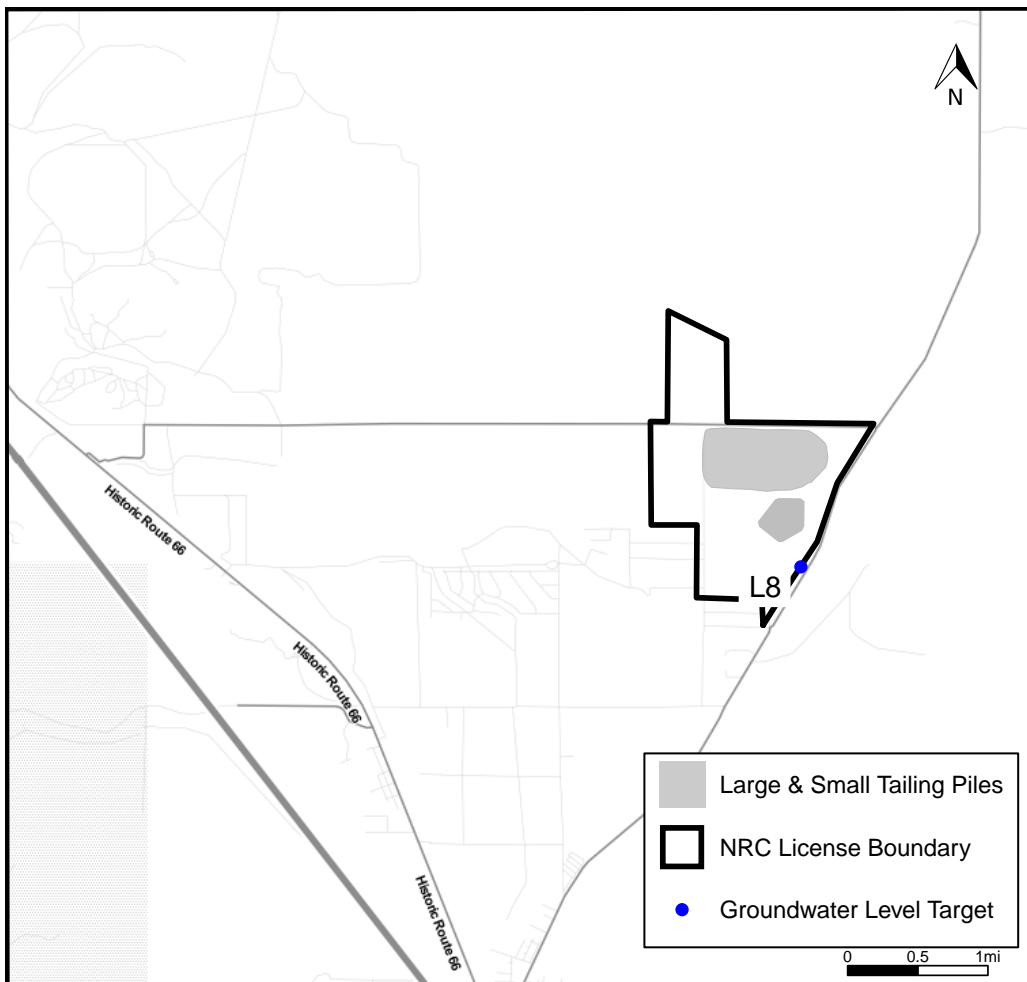 N
Historic Route 66
L8
Historic Route 66
Large & Small Tailing Piles
NRC License Boundary
Historic Route 66
Groundwater Level Target
0 0.5 1mi